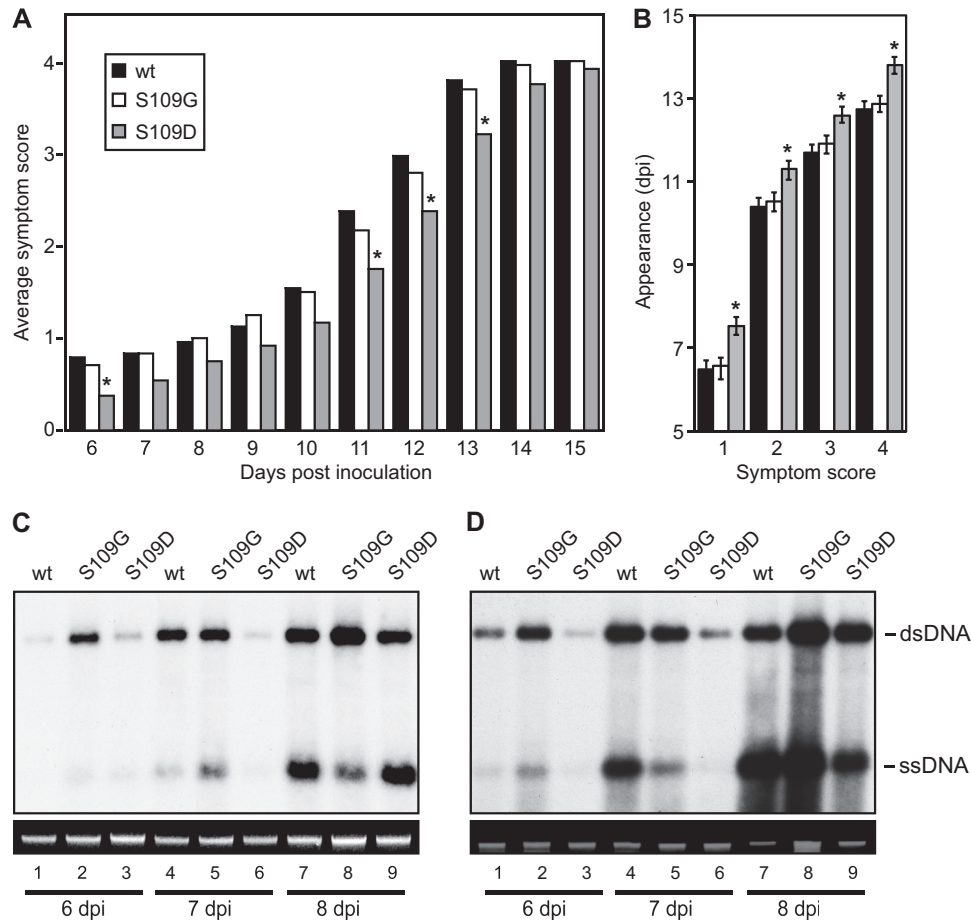 A
wt
S109G
S109D
4
3
2
1
0
Average symptom score
* * * *
6 7 8 9 10 11 12 13 14 15
Days post inoculation
B
15
13
11
9
7
5
Appearance (dpi)
* * * *
1 2 3 4
Symptom score
C
wt S109G S109D wt S109G S109D wt S109G S109D
1 2 3 4 5 6 7 8 9
6 dpi 7 dpi 8 dpi
D
wt S109G S109D wt S109G S109D wt S109G S109D
dsDNA
ssDNA
1 2 3 4 5 6 7 8 9
6 dpi 7 dpi 8 dpi